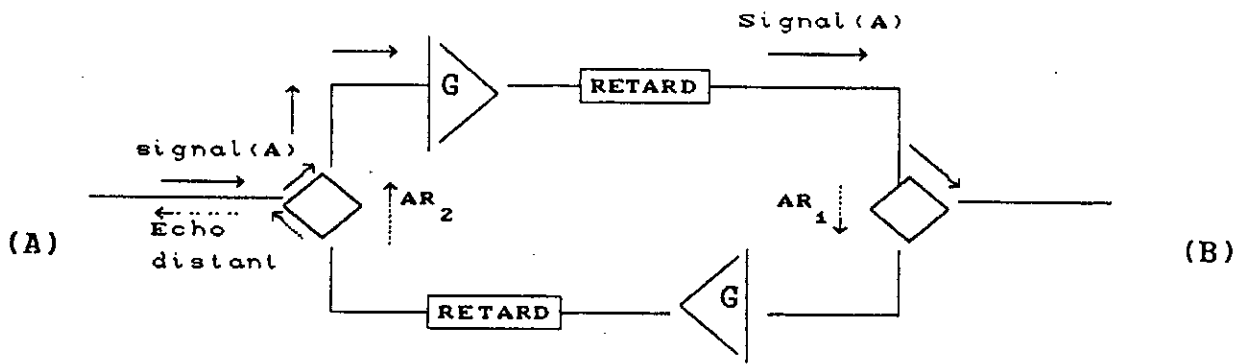 Signal(A)
G
RETARD
signal(A)
AR2
AR1
Echo
distant
(A)
(B)
G
RETARD